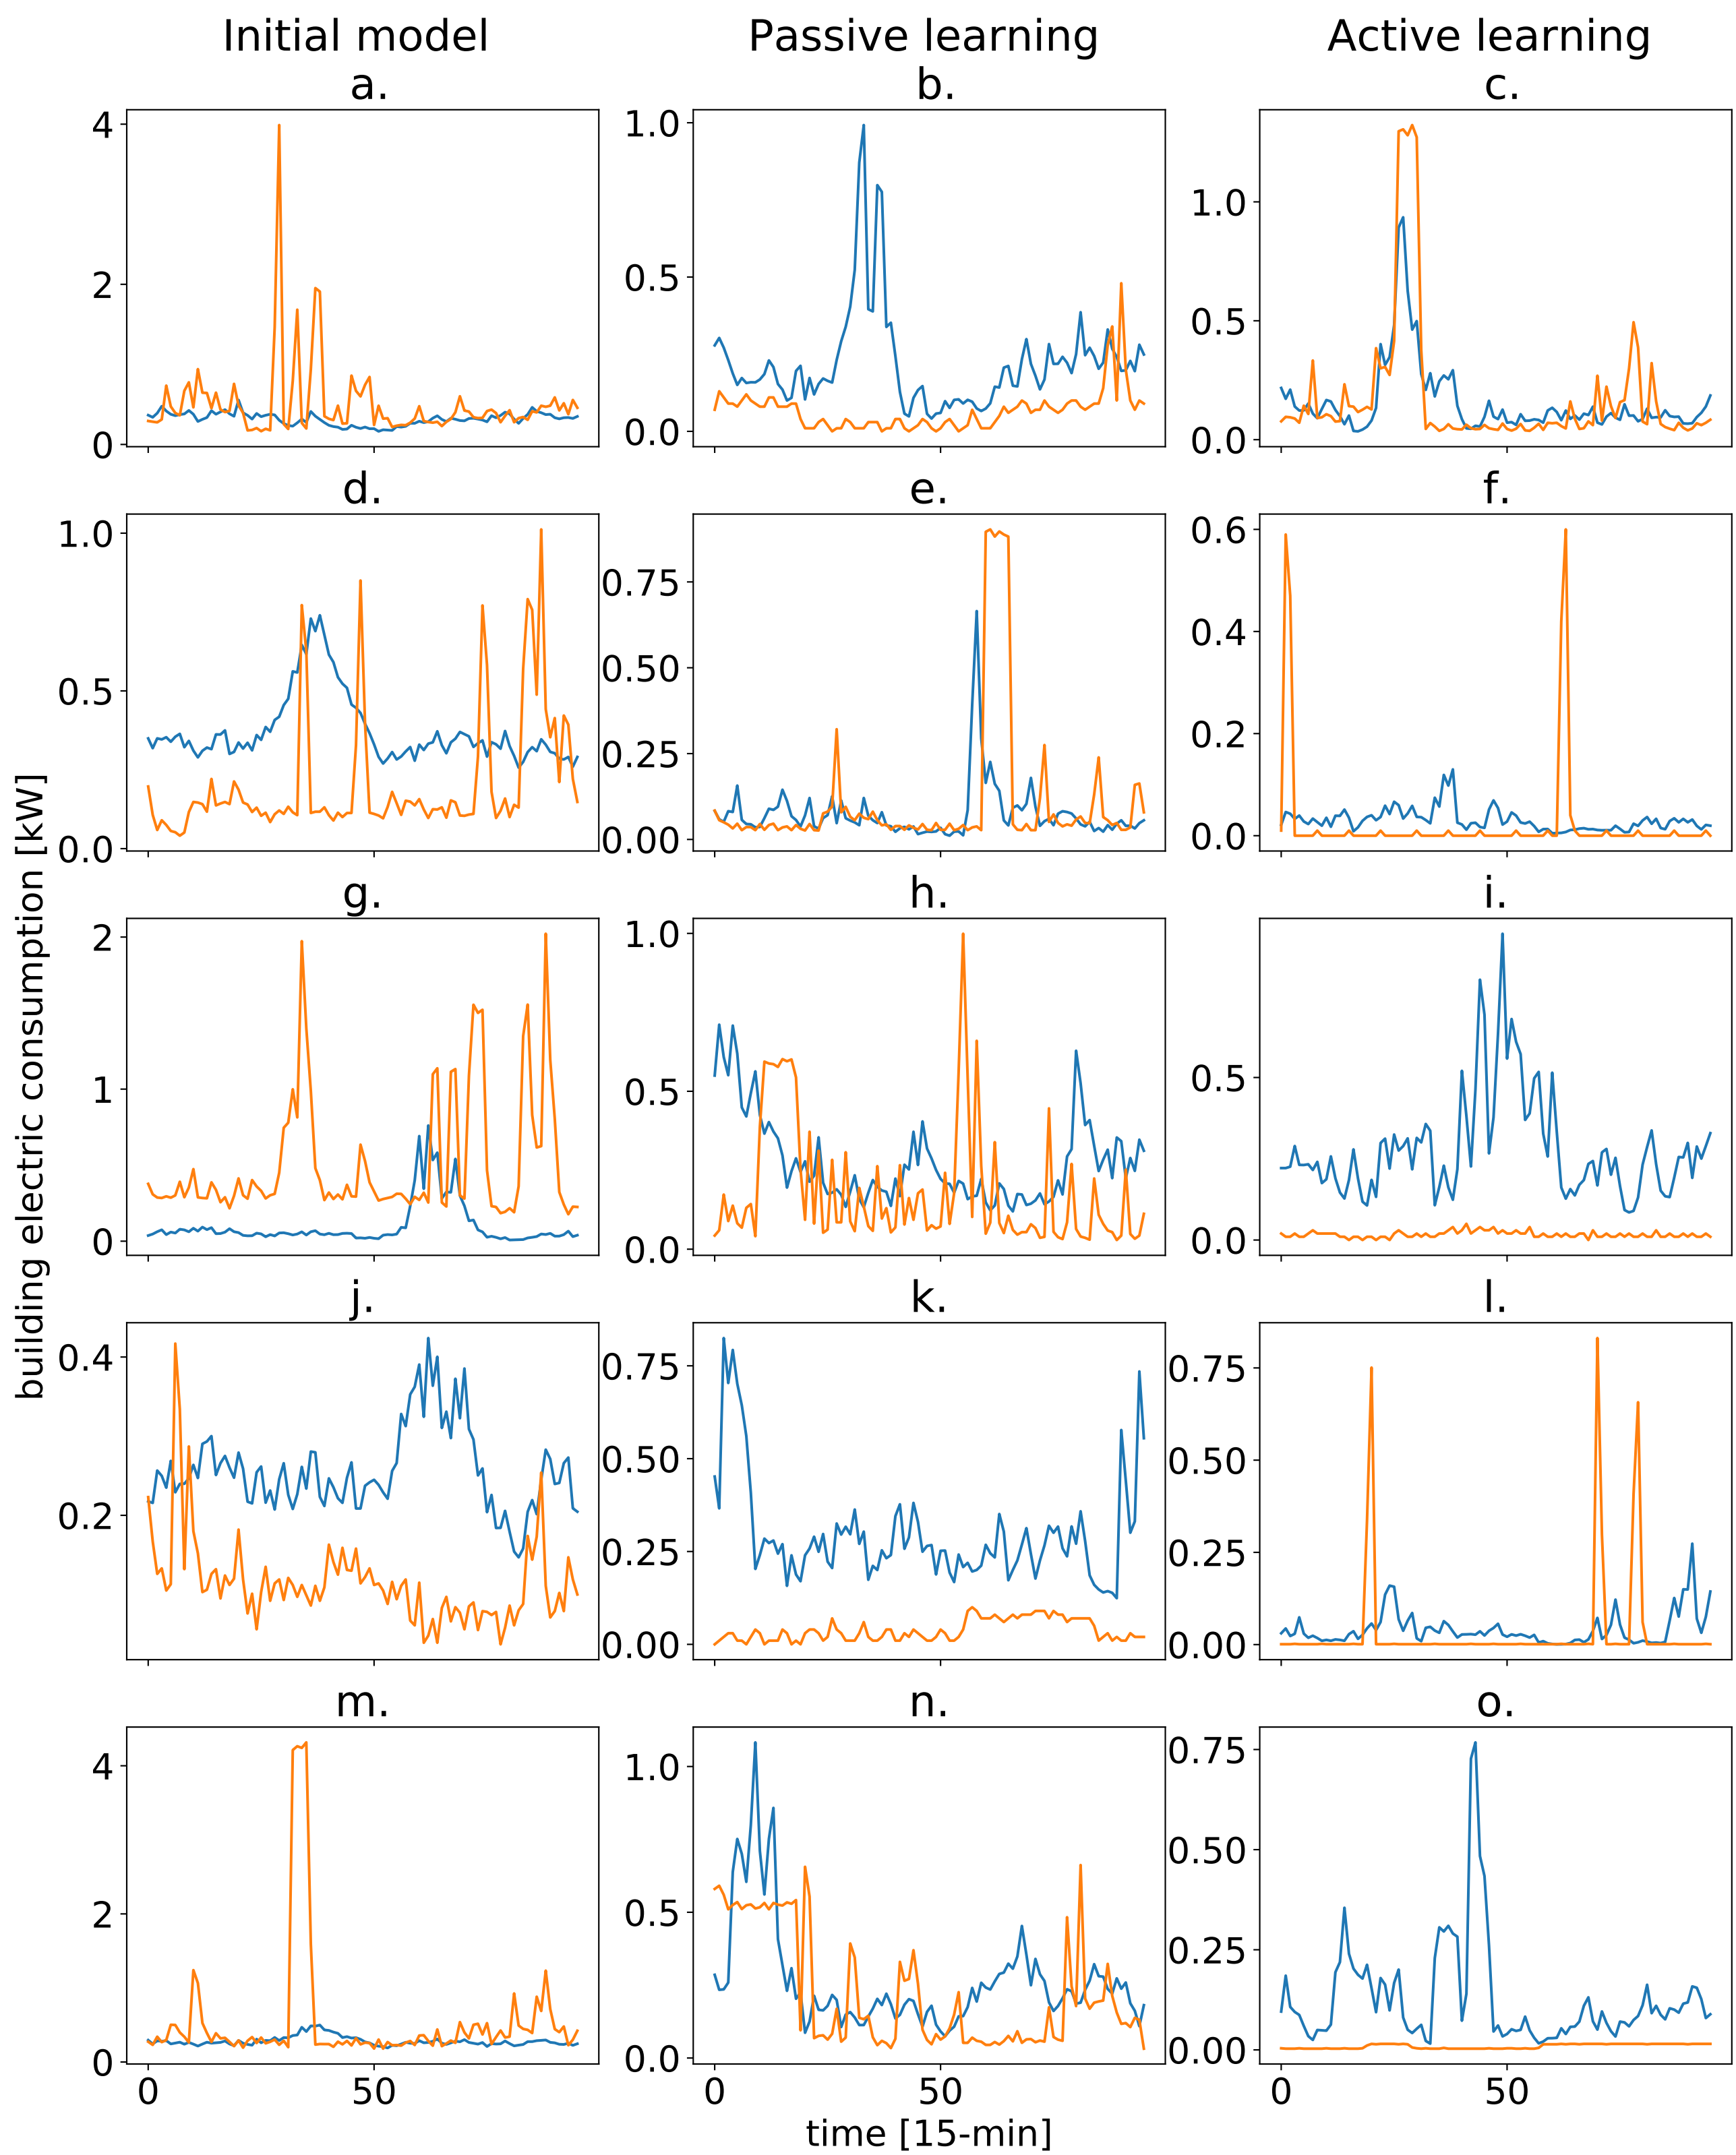 Initial model
Passive learning
Active learning
a.
b.
c.
4
2
0
1.0
0.5
0.0
1.0
0.5
0.0
d.
e.
f.
1.0
0.5
0.0
0.75
0.50
0.25
0.00
0.6
0.4
0.2
0.0
g.
h.
i.
2
1
0
1.0
0.5
0.0
0.5
0.0
j.
k.
l.
0.4
0.2
0.75
0.50
0.25
0.00
0.75
0.50
0.25
0.00
m.
n.
o.
4
2
0
1.0
0.5
0.0
0.75
0.50
0.25
0.00
0 50
0 50
0 50
building electric consumption [kW]
time [15-min]